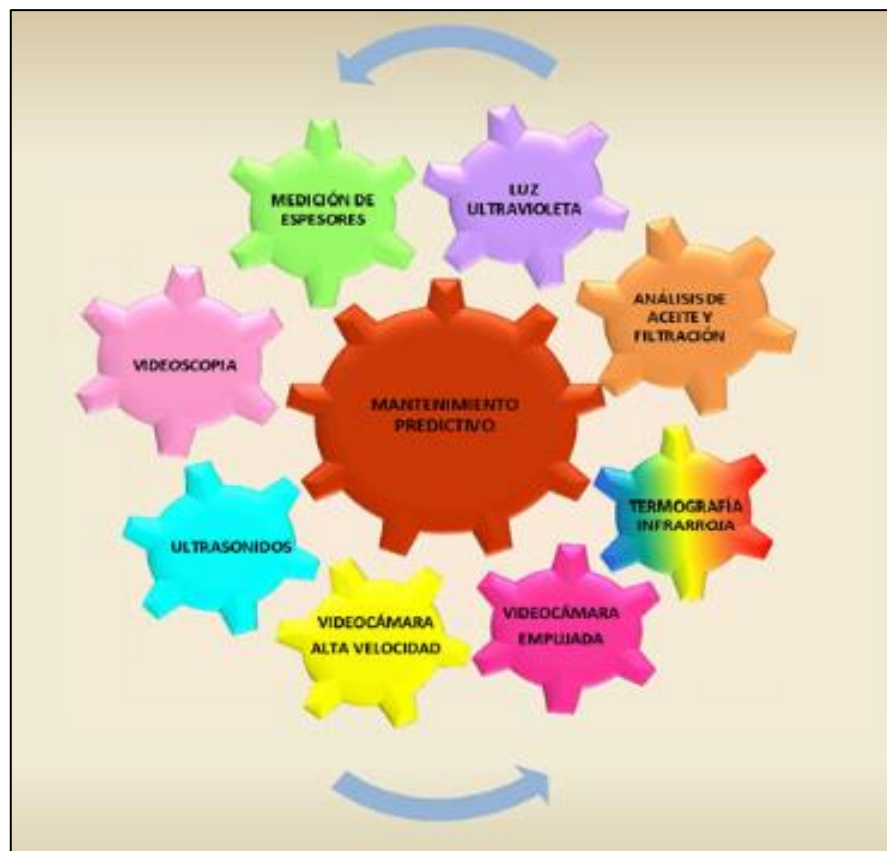 MEDICIÓN DE
ESPESORES
LUZ
ULTRAVIOLETA
ANÁLISIS DE
ACEITE Y
FILTRACIÓN
VIDEOSCOPIA
MANTENIMIENTO
PREDICTIVO
TERMOGRAFÍA
INFRARROJA
ULTRASONIDOS
VIDEOCÁMARA
ALTA VELOCIDAD
VIDEOCÁMARA
EMPUJADA